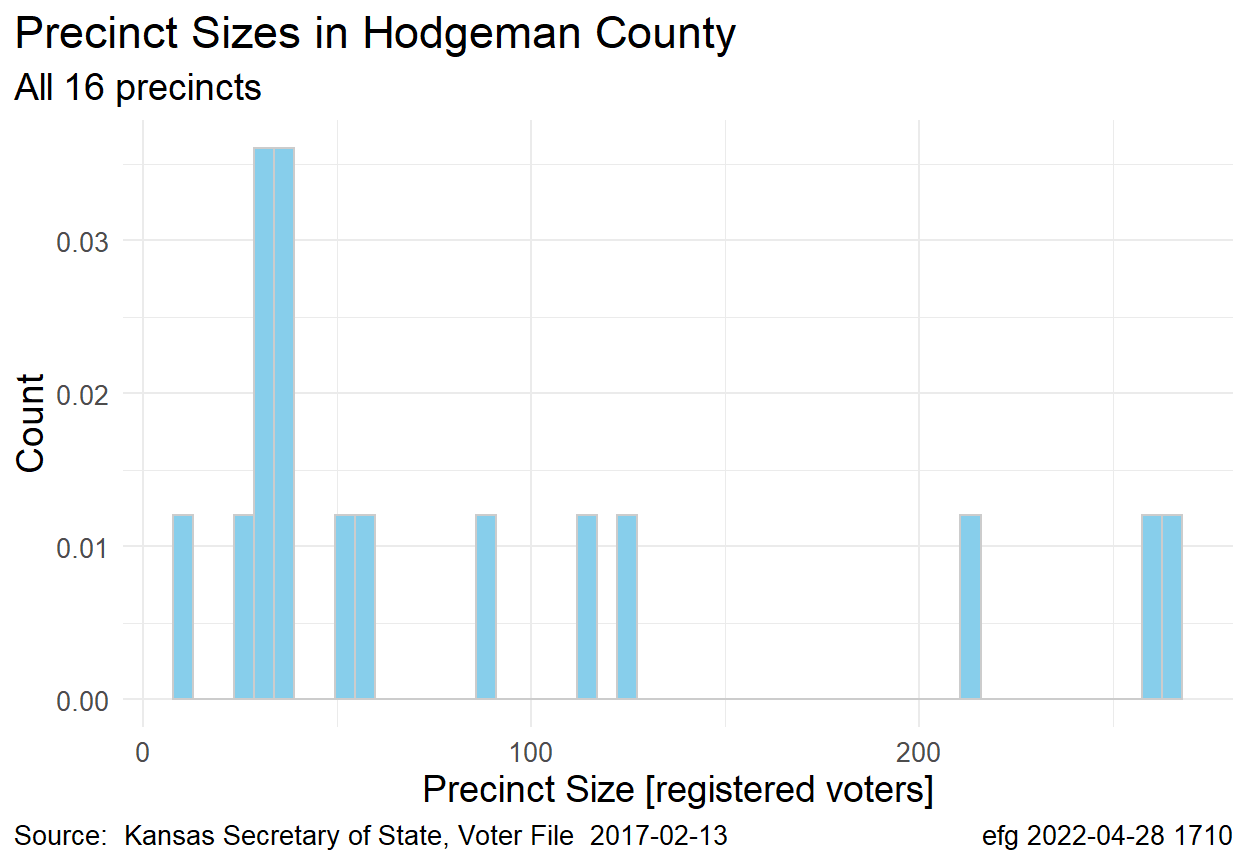 Precinct Sizes in Hodgeman County
All 16 precincts
Count
0.03
0.02
0.01
0.00
0 100 200
Precinct Size [registered voters]
Source:  Kansas Secretary of State, Voter File  2017-02-13
efg 2022-04-28 1710